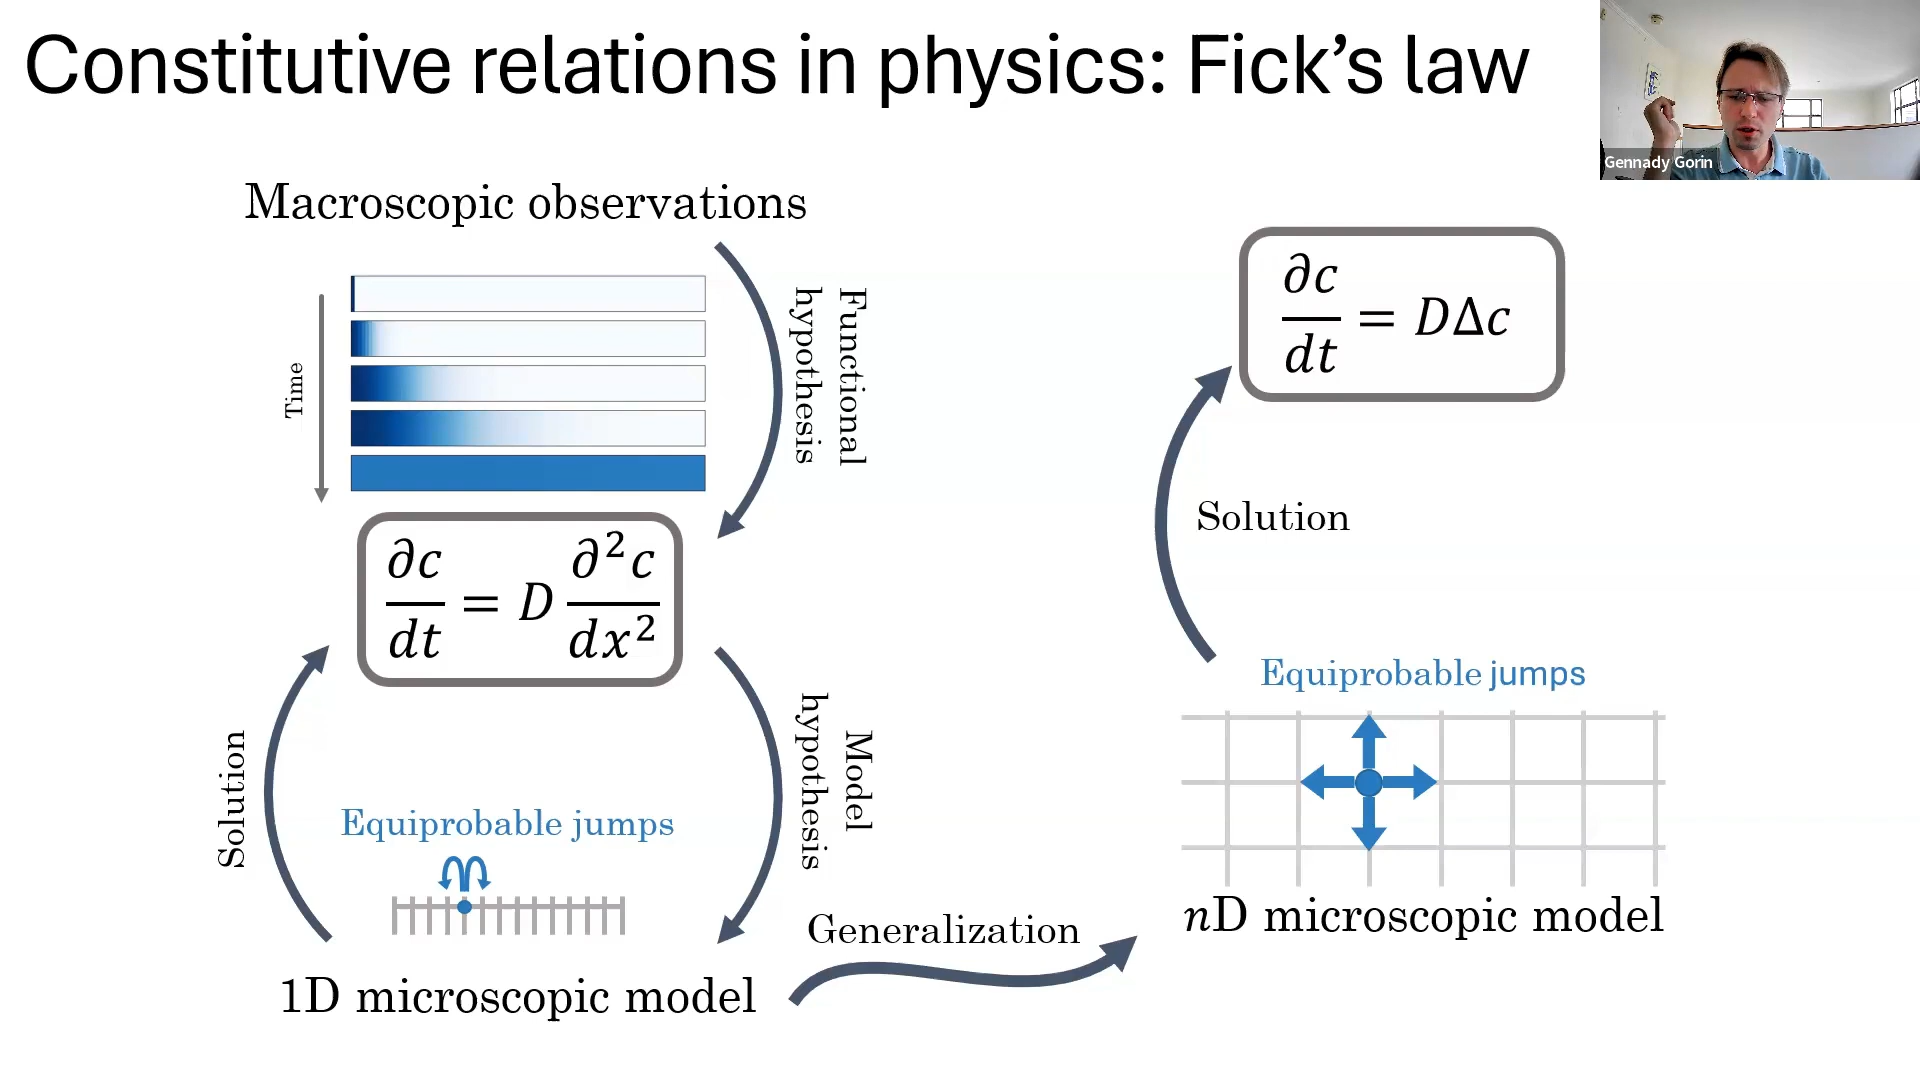 Constitutive relations in physics: Fick's law
Gennady Gorin
Macroscopic observations
Time
Functional
hypothesis
∂c/dt = D ∂²c/dx²
Solution
Model
hypothesis
Equiprobable jumps
1D microscopic model
Generalization
∂c/dt = DΔc
Solution
Equiprobable jumps
nD microscopic model